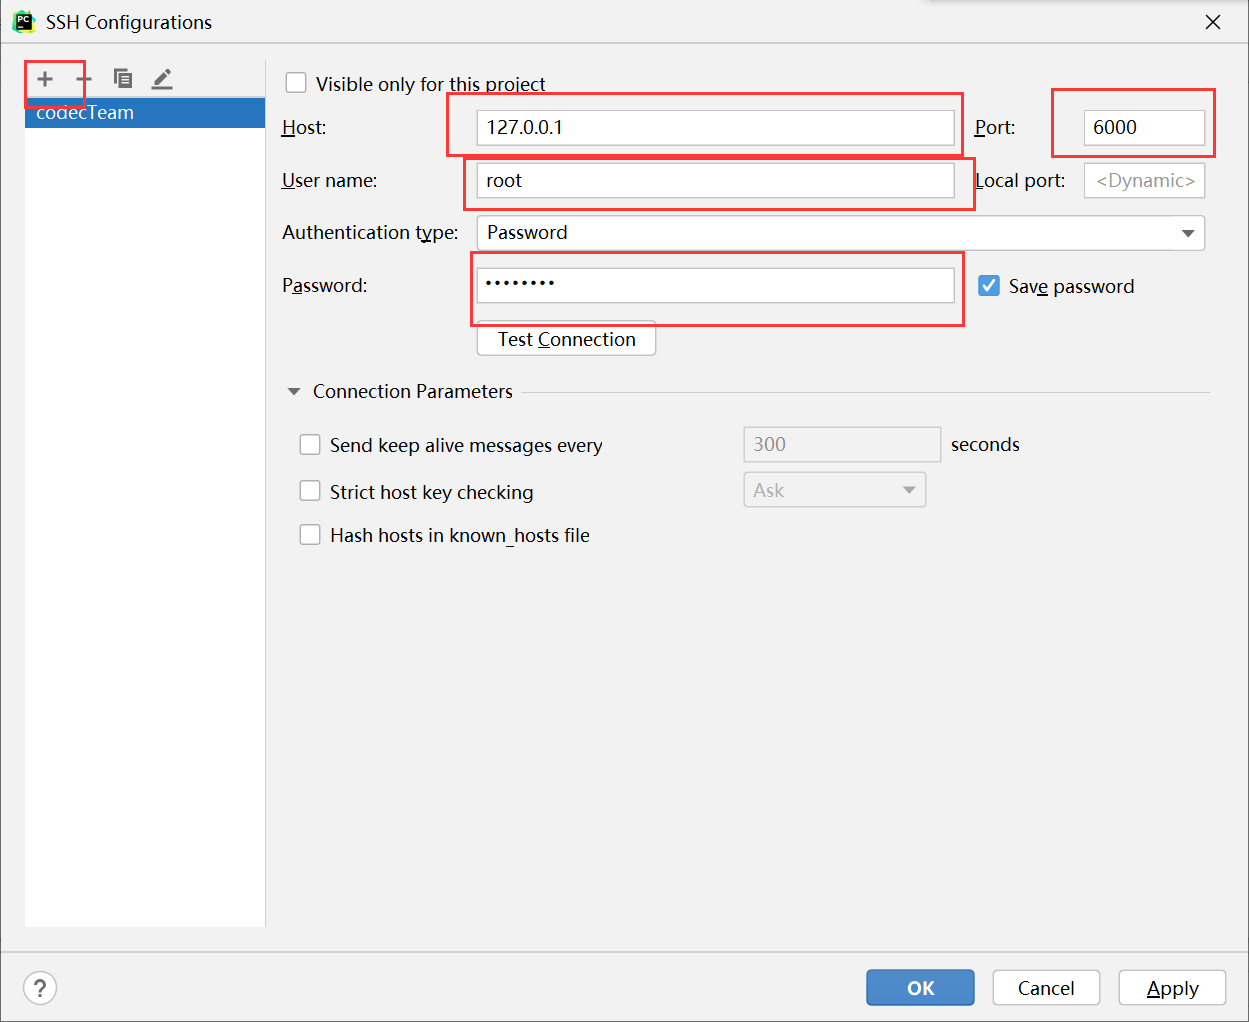 SSH Configurations
codecTeam
Visible only for this project
Host: 127.0.0.1 Port: 6000
User name: root Local port: <Dynamic>
Authentication type: Password
Password: •••••••• Save password
Test Connection
Connection Parameters
Send keep alive messages every 300 seconds
Strict host key checking Ask
Hash hosts in known_hosts file
? OK Cancel Apply